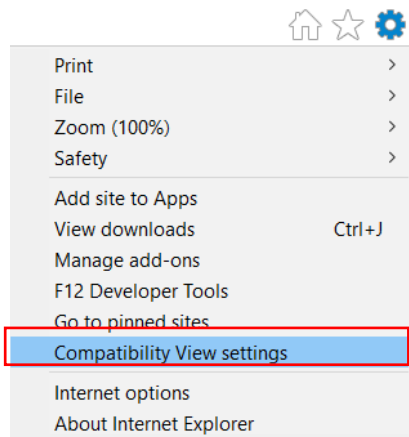 Print
File
Zoom (100%)
Safety
Add site to Apps
View downloads Ctrl+J
Manage add-ons
F12 Developer Tools
Go to pinned sites
Compatibility View settings
Internet options
About Internet Explorer